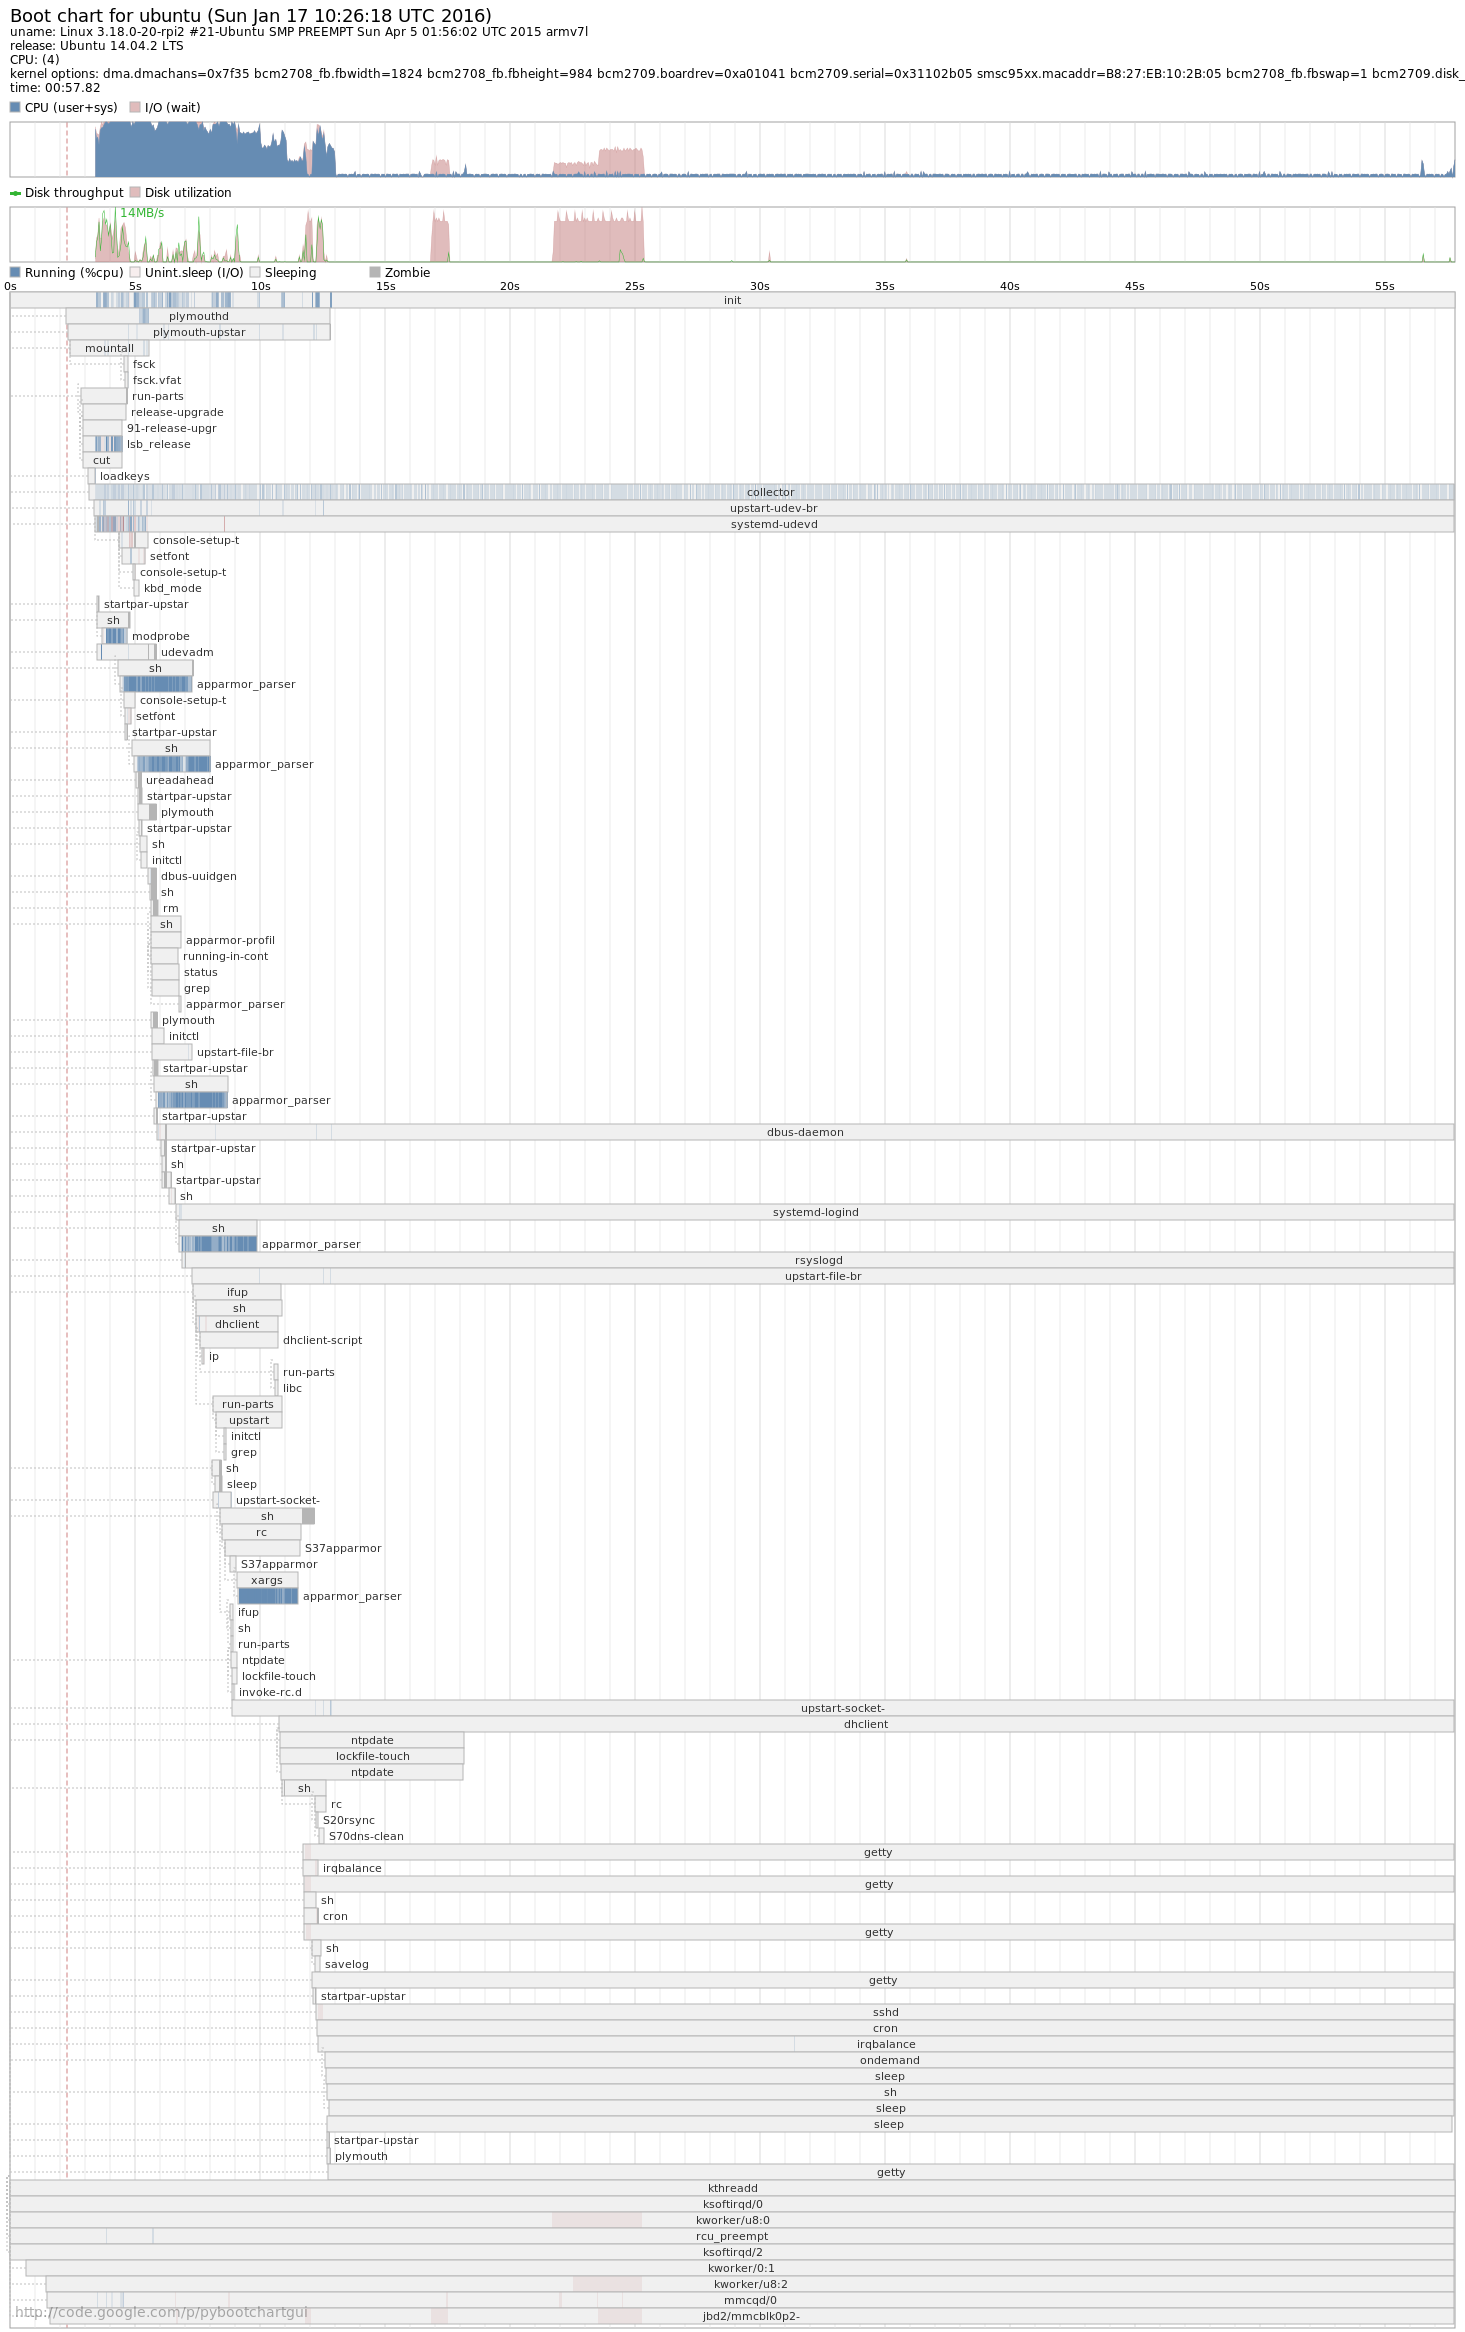 Boot chart for ubuntu (Sun Jan 17 10:26:18 UTC 2016)
uname: Linux 3.18.0-20-rpi2 #21-Ubuntu SMP PREEMPT Sun Apr 5 01:56:02 UTC 2015 armv7l
release: Ubuntu 14.04.2 LTS
CPU: (4)
kernel options: dma.dmachans=0x7f35 bcm2708_fb.fbwidth=1824 bcm2708_fb.fbheight=984 bcm2709.boardrev=0xa01041 bcm2709.serial=0x31102b05 smsc95xx.macaddr=B8:27:EB:10:2B:05 bcm2708_fb.fbswap=1 bcm2709.disk_
time: 00:57.82
CPU (user+sys) I/O (wait)
Disk throughput Disk utilization
14MB/s
Running (%cpu) Unint.sleep (I/O) Sleeping Zombie
0s 5s 10s 15s 20s 25s 30s 35s 40s 45s 50s 55s
init
plymouthd
plymouth-upstar
mountall
fsck
fsck.vfat
run-parts
release-upgrade
91-release-upgr
lsb_release
cut
loadkeys
collector
upstart-udev-br
systemd-udevd
console-setup-t
setfont
console-setup-t
kbd_mode
startpar-upstar
sh
modprobe
udevadm
sh
apparmor_parser
console-setup-t
setfont
startpar-upstar
sh
apparmor_parser
ureadahead
startpar-upstar
plymouth
startpar-upstar
sh
initctl
dbus-uuidgen
sh
rm
sh
apparmor-profil
running-in-cont
status
grep
apparmor_parser
plymouth
initctl
upstart-file-br
startpar-upstar
sh
apparmor_parser
startpar-upstar
dbus-daemon
startpar-upstar
sh
startpar-upstar
sh
systemd-logind
sh
apparmor_parser
rsyslogd
upstart-file-br
ifup
sh
dhclient
dhclient-script
ip
run-parts
libc
run-parts
upstart
initctl
grep
sh
sleep
upstart-socket-
sh
rc
S37apparmor
S37apparmor
xargs
apparmor_parser
ifup
sh
run-parts
ntpdate
lockfile-touch
invoke-rc.d
upstart-socket-
dhclient
ntpdate
lockfile-touch
ntpdate
sh
rc
S20rsync
S70dns-clean
getty
irqbalance
getty
sh
cron
getty
sh
savelog
getty
startpar-upstar
sshd
cron
irqbalance
ondemand
sleep
sh
sleep
sleep
startpar-upstar
plymouth
getty
kthreadd
ksoftirqd/0
kworker/u8:0
rcu_preempt
ksoftirqd/2
kworker/0:1
kworker/u8:2
mmcqd/0
http://code.google.com/p/pybootchartgui
jbd2/mmcblk0p2-